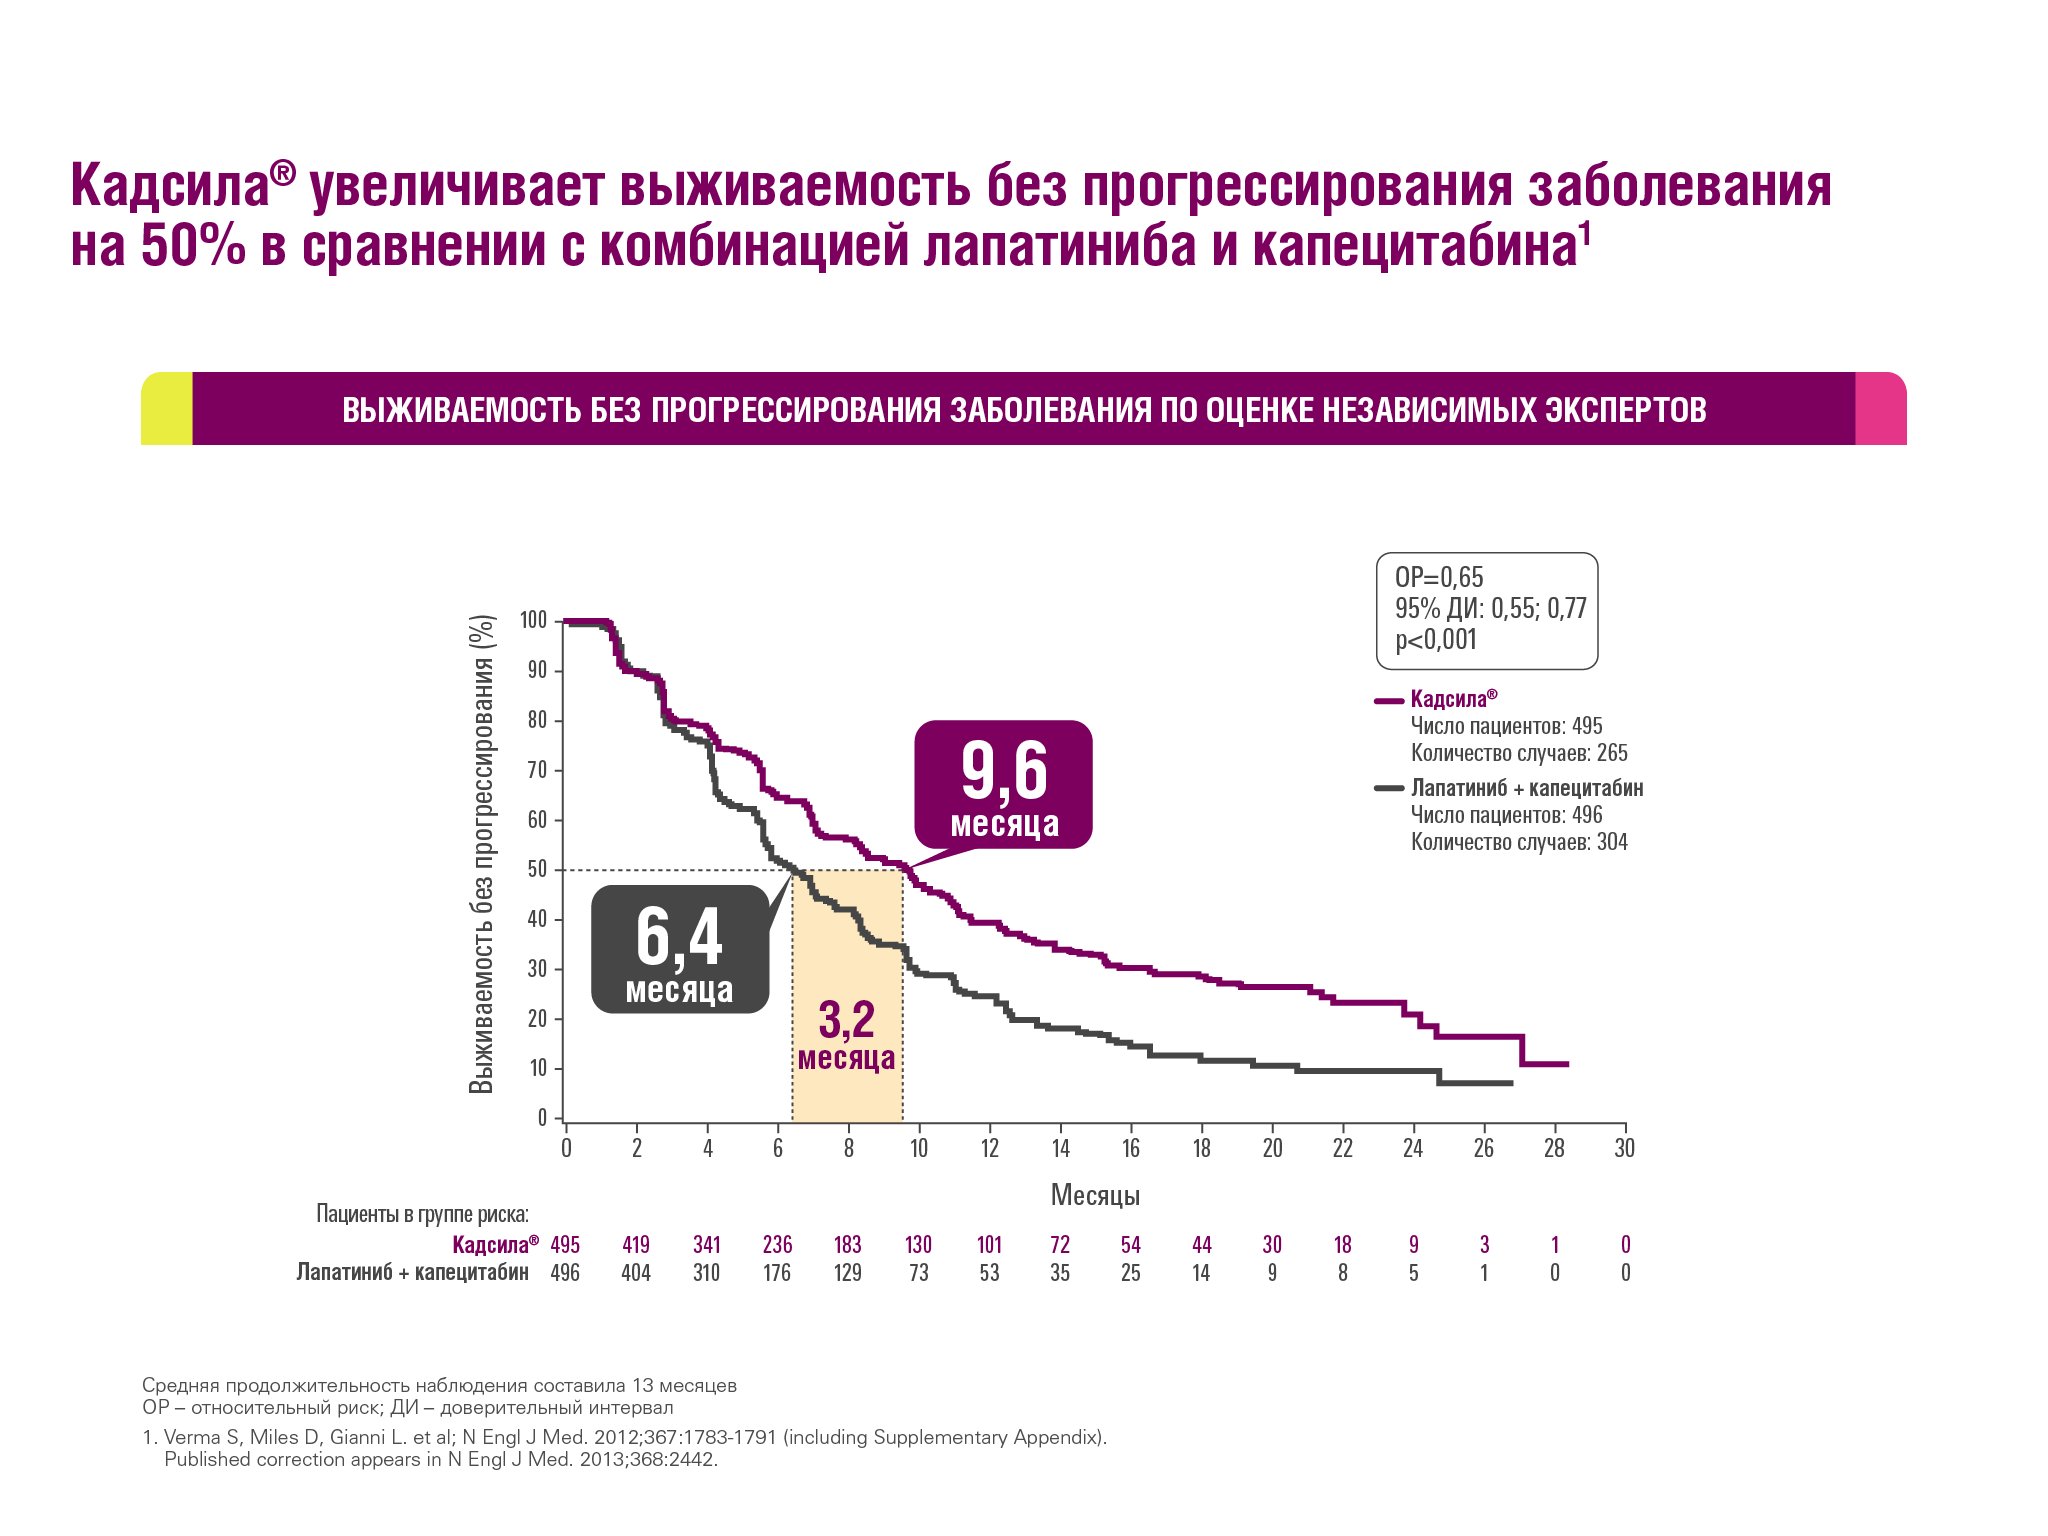 Кадсила® увеличивает выживаемость без прогрессирования заболевания
на 50% в сравнении с комбинацией лапатиниба и капецитабина¹
ВЫЖИВАЕМОСТЬ БЕЗ ПРОГРЕССИРОВАНИЯ ЗАБОЛЕВАНИЯ ПО ОЦЕНКЕ НЕЗАВИСИМЫХ ЭКСПЕРТОВ
ОР=0,65
95% ДИ: 0,55; 0,77
p<0,001
Кадсила®
Число пациентов: 495
Количество случаев: 265
Лапатиниб + капецитабин
Число пациентов: 496
Количество случаев: 304
Выживаемость без прогрессирования (%)
100
90
80
70
60
50
40
30
20
10
0
9,6
месяца
6,4
месяца
3,2
месяца
0 2 4 6 8 10 12 14 16 18 20 22 24 26 28 30
Месяцы
Пациенты в группе риска:
Кадсила® 495 419 341 236 183 130 101 72 54 44 30 18 9 3 1 0
Лапатиниб + капецитабин 496 404 310 176 129 73 53 35 25 14 9 8 5 1 0 0
Средняя продолжительность наблюдения составила 13 месяцев
ОР – относительный риск; ДИ – доверительный интервал
1. Verma S, Miles D, Gianni L. et al; N Engl J Med. 2012;367:1783-1791 (including Supplementary Appendix).
Published correction appears in N Engl J Med. 2013;368:2442.